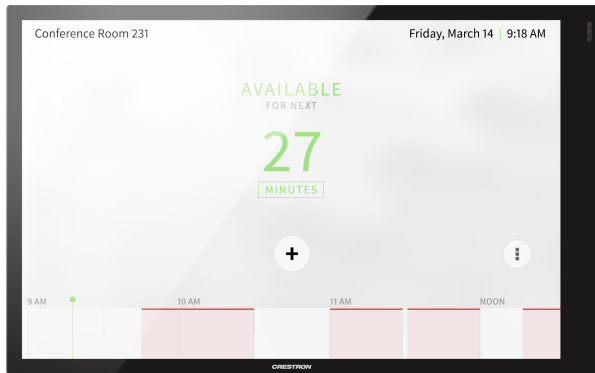 Conference Room 231
Friday, March 14 | 9:18 AM
AVAILABLE
FOR NEXT
27
MINUTES
9 AM
10 AM
11 AM
NOON
CRESTRON